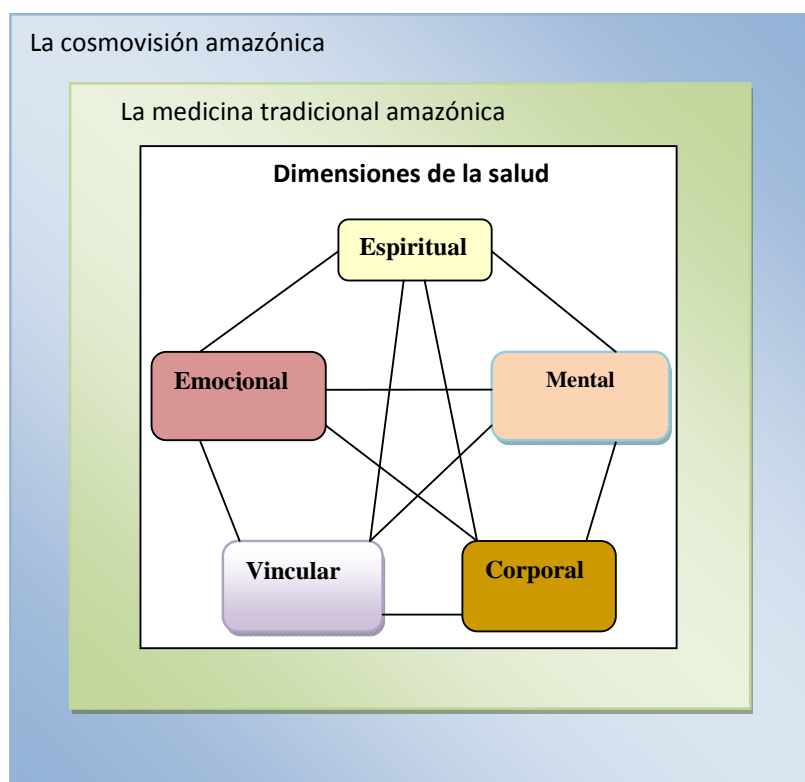 La cosmovisión amazónica
La medicina tradicional amazónica
Dimensiones de la salud
Espiritual
Emocional
Mental
Vincular
Corporal